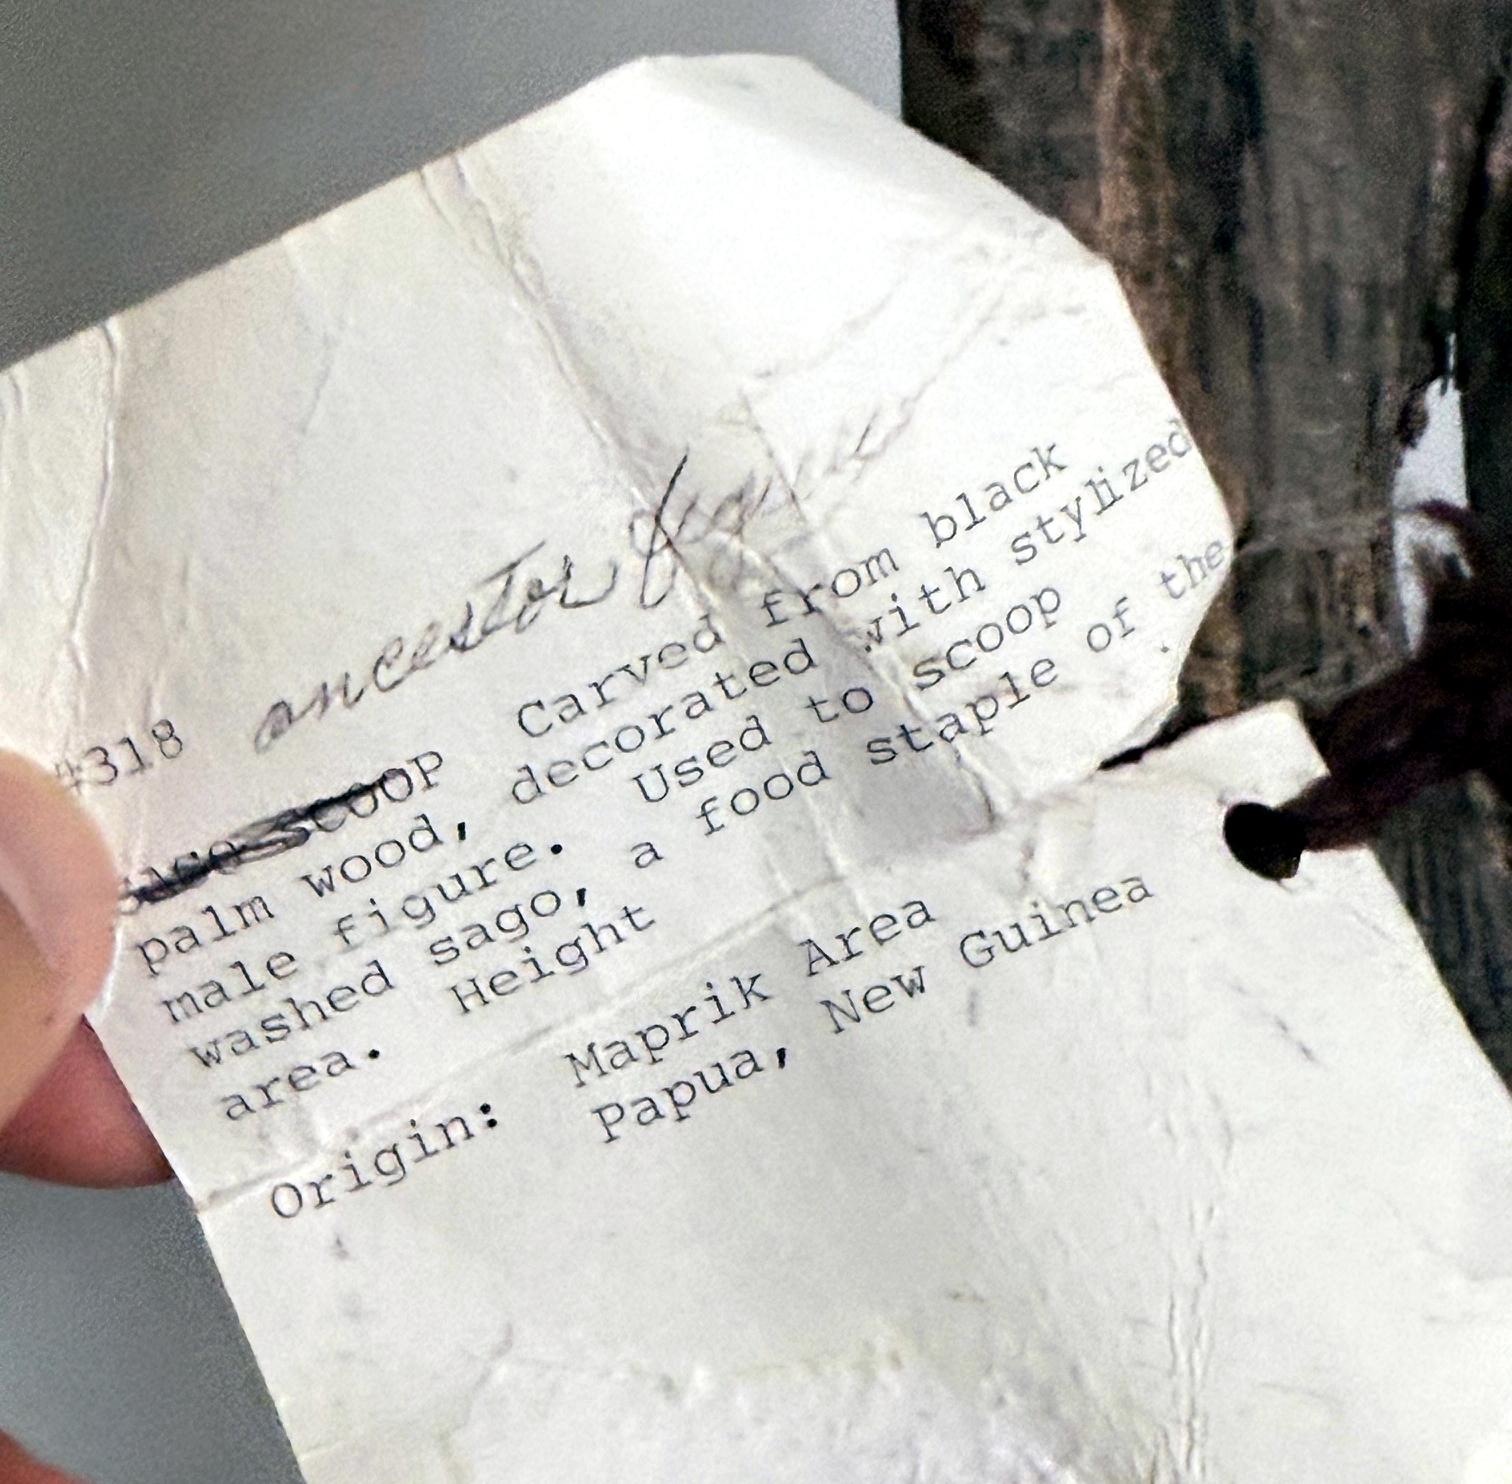 #318 ancestor figure
SCOOP Carved from black
palm wood, decorated with stylized
male figure. Used to scoop
washed sago, a food staple of the
area. Height
Origin: Maprik Area
Papua, New Guinea